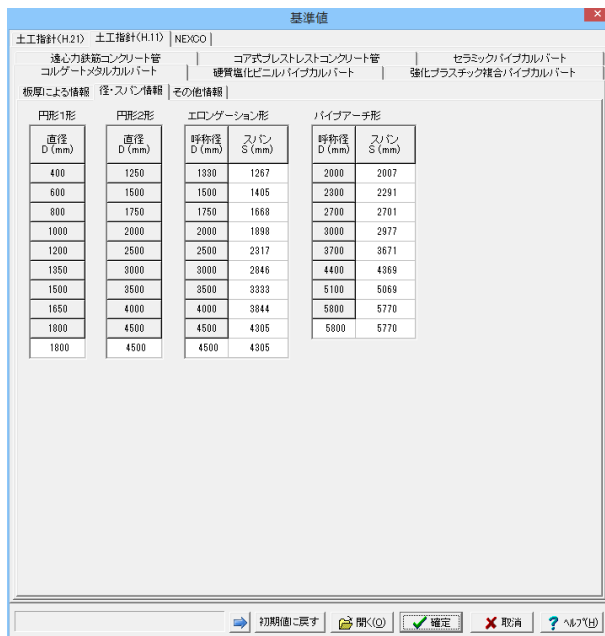 基準値
土工指針(H.21) 土工指針(H.11) NEXCO
遠心力鉄筋コンクリート管 コア式プレストレストコンクリート管 セラミックパイプカルバート
コルゲートメタルカルバート 硬質塩化ビニルパイプカルバート 強化プラスチック複合パイプカルバート
板厚による情報 径・スパン情報 その他情報
円形1形 円形2形 エロンゲーション形 パイプアーチ形
直径 直径 呼称径 スパン 呼称径 スパン
D(mm) D(mm) D(mm) S(mm) D(mm) S(mm)
400 1250 1330 1267 2000 2007
600 1500 1500 1405 2300 2291
800 1750 1750 1668 2700 2701
1000 2000 2000 1898 3000 2977
1200 2500 2500 2317 3700 3671
1350 3000 3000 2846 4400 4369
1500 3500 3500 3333 5100 5069
1650 4000 4000 3844 5800 5770
1800 4500 4500 4305 5800 5770
1800 4500 4500 4305
初期値に戻す 開く(O) 確定 取消 ヘルプ(H)